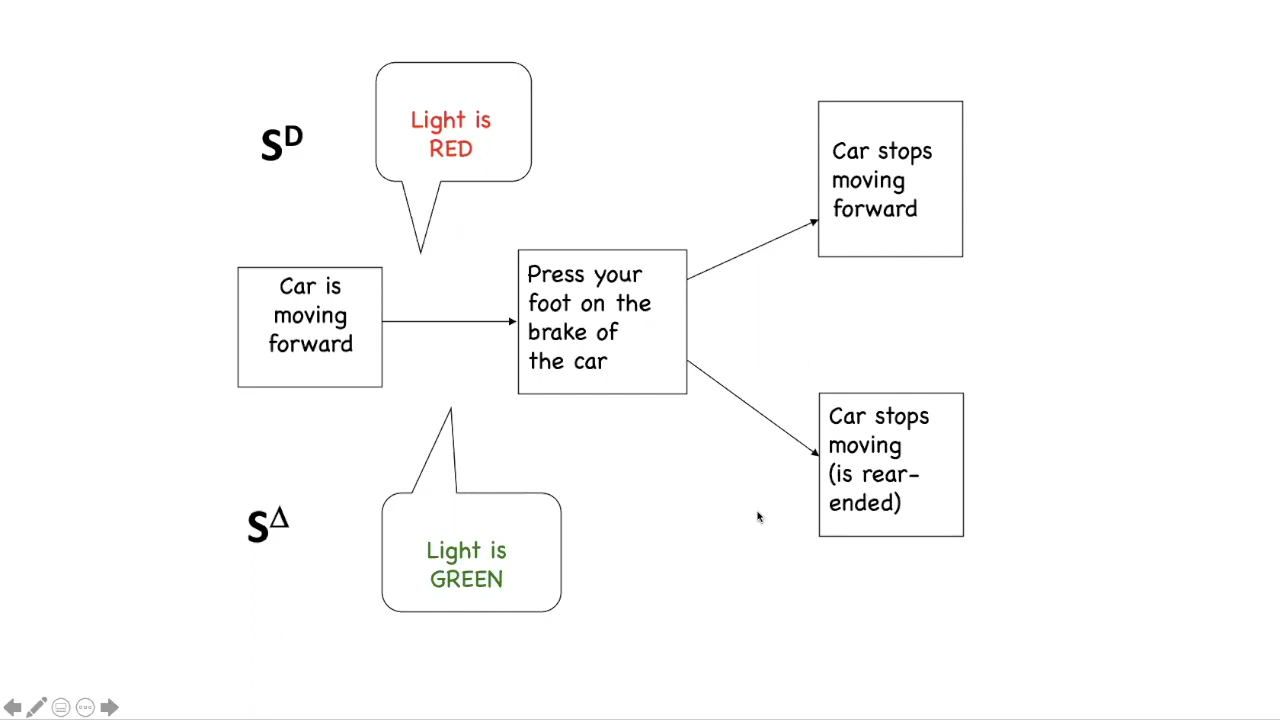 Light is
RED
S^D
Car stops
moving
forward
Car is
moving
forward
Press your
foot on the
brake of
the car
Car stops
moving
(is rear-
ended)
S^Δ
Light is
GREEN